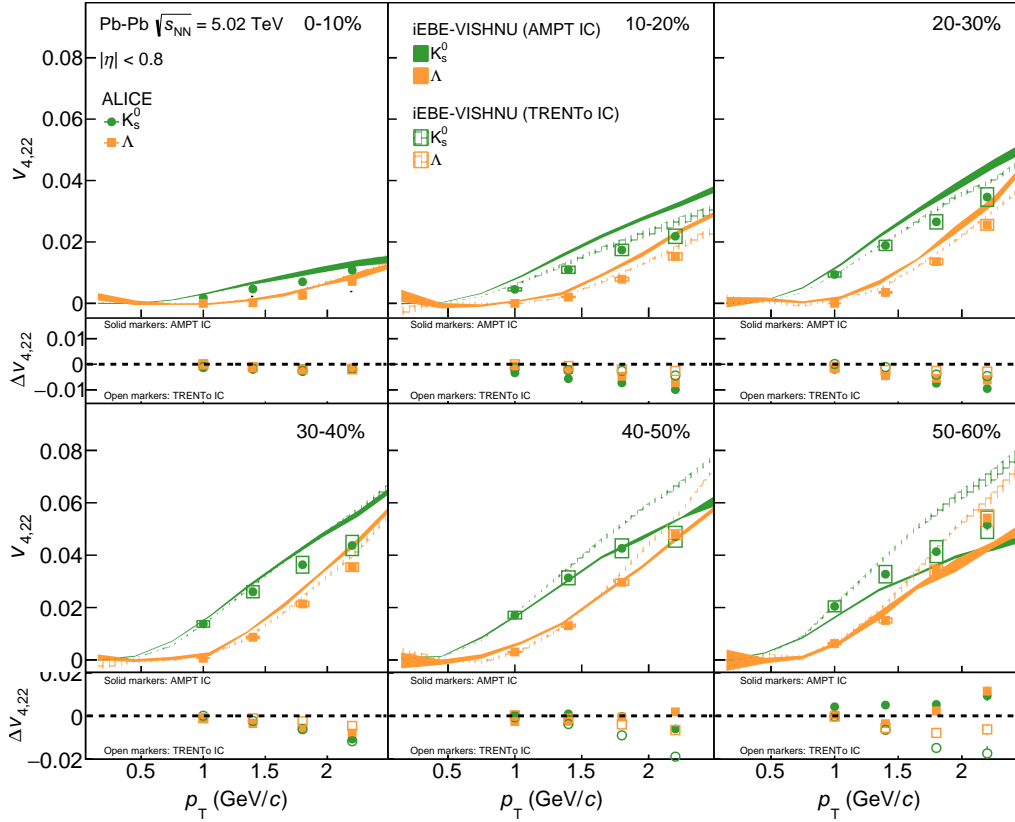 Pb-Pb √s_NN = 5.02 TeV 0-10%
|η| < 0.8
ALICE
K⁰_s
Λ
iEBE-VISHNU (AMPT IC) 10-20%
K⁰_s
Λ
iEBE-VISHNU (TRENTo IC)
K⁰_s
Λ
20-30%
v_4,22
0.08
0.06
0.04
0.02
0
Solid markers: AMPT IC
Solid markers: AMPT IC
Solid markers: AMPT IC
Δv_4,22
0.01
0
−0.01
Open markers: TRENTo IC
Open markers: TRENTo IC
Open markers: TRENTo IC
30-40%
40-50%
50-60%
v_4,22
0.08
0.06
0.04
0.02
0
Solid markers: AMPT IC
Solid markers: AMPT IC
Solid markers: AMPT IC
Δv_4,22
0.02
0
−0.02
Open markers: TRENTo IC
Open markers: TRENTo IC
Open markers: TRENTo IC
0.5 1 1.5 2
0.5 1 1.5 2
0.5 1 1.5 2
p_T (GeV/c)
p_T (GeV/c)
p_T (GeV/c)